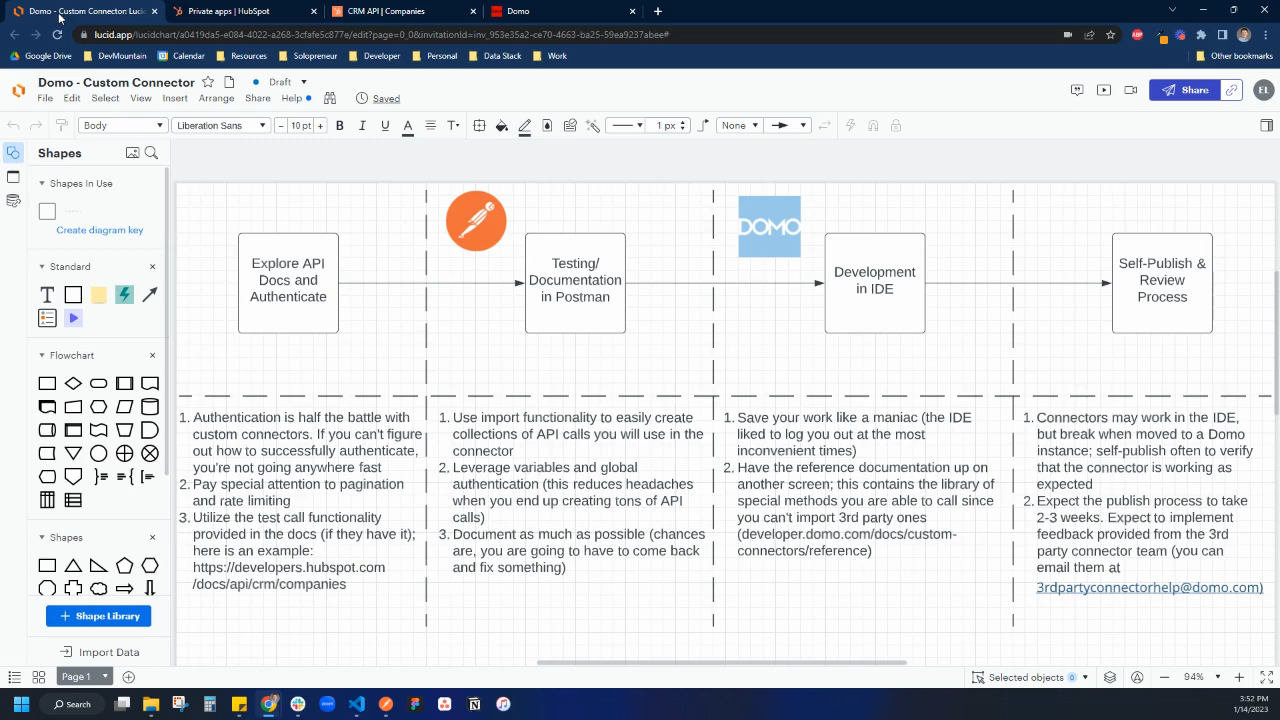 Domo - Custom Connector: Lucid
Private apps | HubSpot
CRM API | Companies
Domo
lucid.app/lucidchart/a0419da5-e084-4022-a268-3cfafe5c877e/edit?page=0_0&invitationId=inv_953e35a2-ce70-4663-ba25-59ea9237abee#
Google Drive
DevMountain
Calendar
Resources
Solopreneur
Developer
Personal
Data Stack
Work
Other bookmarks
Domo - Custom Connector
Draft
File Edit Select View Insert Arrange Share Help
Saved
Share
EL
Body
Liberation Sans
10 pt
1 px
None
Shapes
Shapes In Use
Create diagram key
Standard
Flowchart
Shapes
Shape Library
Import Data
Explore API
Docs and
Authenticate
Testing/
Documentation
in Postman
DOMO
Development
in IDE
Self-Publish &
Review
Process
1. Authentication is half the battle with
custom connectors. If you can't figure
out how to successfully authenticate,
you're not going anywhere fast
2. Pay special attention to pagination
and rate limiting
3. Utilize the test call functionality
provided in the docs (if they have it);
here is an example:
https://developers.hubspot.com
/docs/api/crm/companies
1. Use import functionality to easily create
collections of API calls you will use in the
connector
2. Leverage variables and global
authentication (this reduces headaches
when you end up creating tons of API
calls)
3. Document as much as possible (chances
are, you are going to have to come back
and fix something)
1. Save your work like a maniac (the IDE
liked to log you out at the most
inconvenient times)
2. Have the reference documentation up on
another screen; this contains the library of
special methods you are able to call since
you can't import 3rd party ones
(developer.domo.com/docs/custom-
connectors/reference)
1. Connectors may work in the IDE,
but break when moved to a Domo
instance; self-publish often to verify
that the connector is working as
expected
2. Expect the publish process to take
2-3 weeks. Expect to implement
feedback provided from the 3rd
party connector team (you can
email them at
3rdpartyconnectorhelp@domo.com)
Page 1
Selected objects 0
94%
Search
3:52 PM
1/14/2023